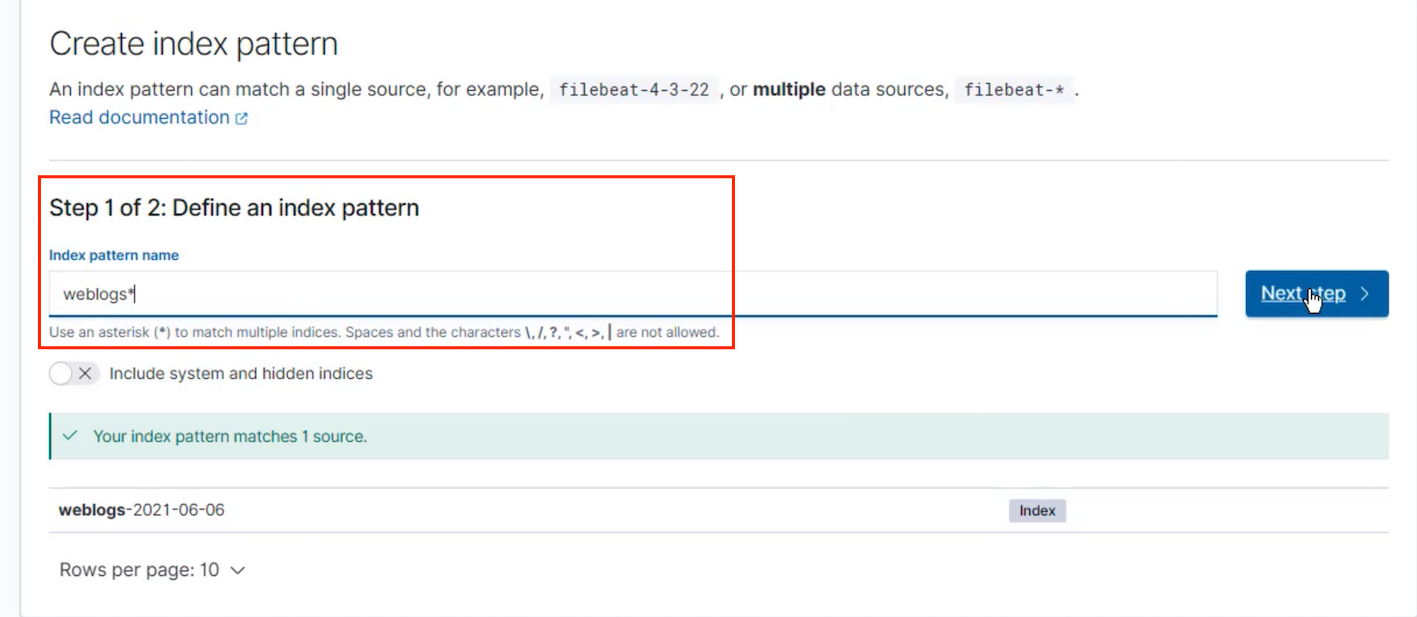 Create index pattern
An index pattern can match a single source, for example, filebeat-4-3-22 , or multiple data sources, filebeat-* .
Read documentation
Step 1 of 2: Define an index pattern
Index pattern name
weblogs*
Next step
Use an asterisk (*) to match multiple indices. Spaces and the characters \, /, ?, ", <, >, | are not allowed.
Include system and hidden indices
Your index pattern matches 1 source.
weblogs-2021-06-06 Index
Rows per page: 10